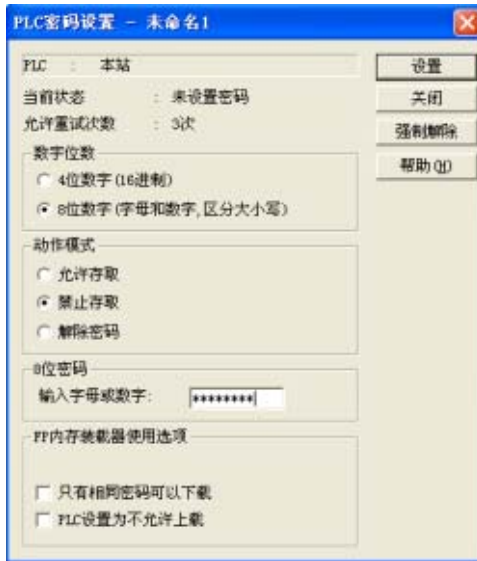 PLC密码设置 - 未命名1
PLC : 本站
设置
当前状态 : 未设置密码
关闭
允许重试次数 : 3次
强制解除
数字位数
帮助(H)
4位数字(16进制)
8位数字(字母和数字,区分大小写)
动作模式
允许存取
禁止存取
解除密码
8位密码
输入字母或数字: ********
FP内存装载器使用选项
只有相同密码可以下载
PLC设置为不允许上载